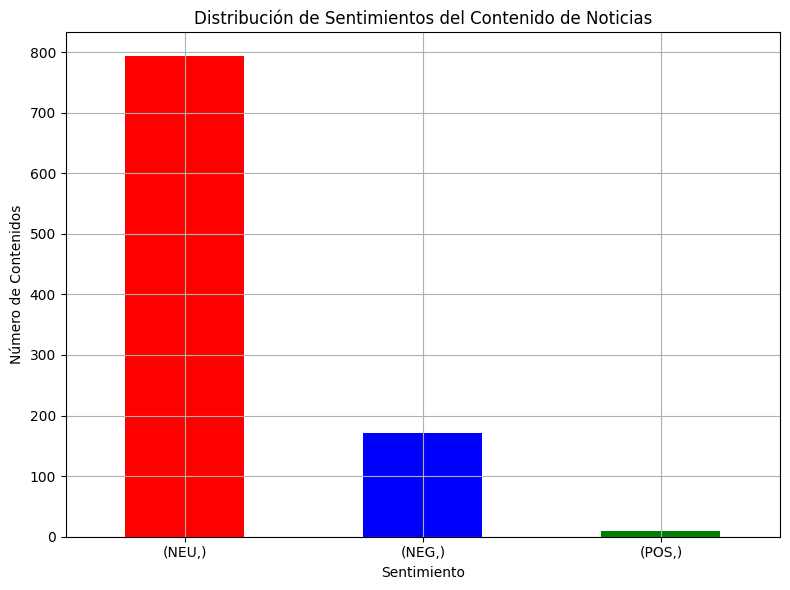 Distribución de Sentimientos del Contenido de Noticias
Número de Contenidos
800
700
600
500
400
300
200
100
0
(NEU,)
(NEG,)
(POS,)
Sentimiento